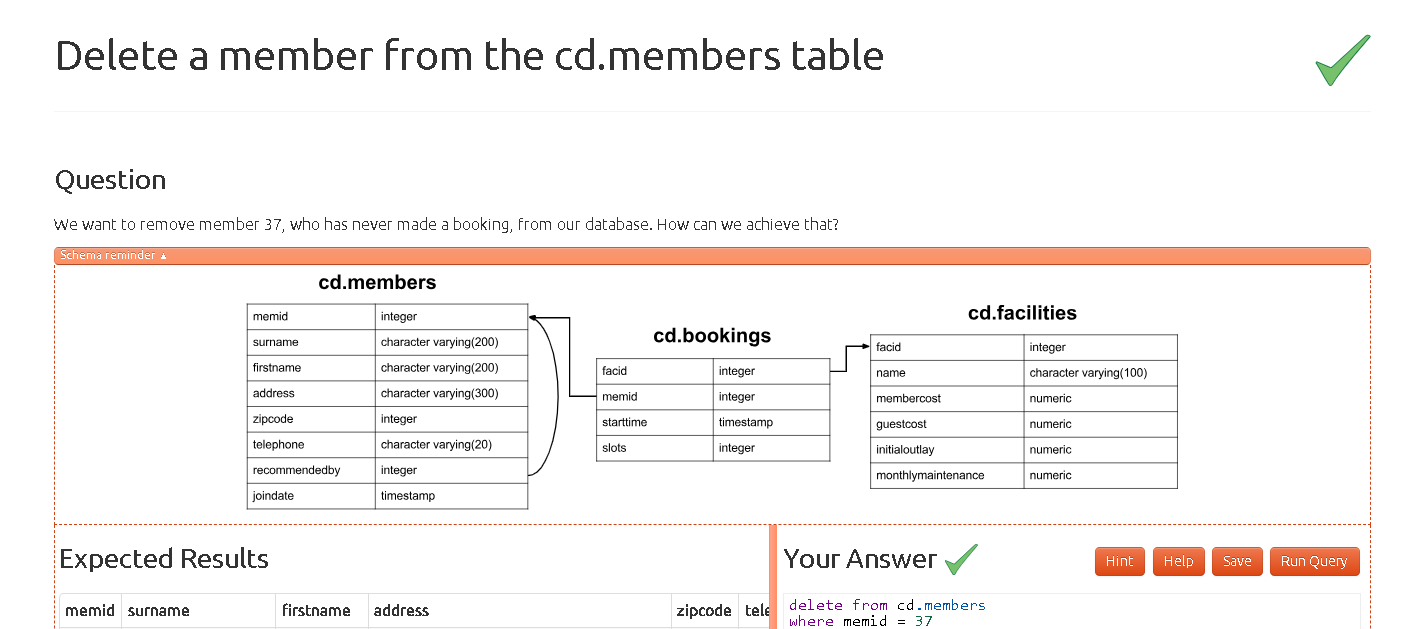 Delete a member from the cd.members table
Question
We want to remove member 37, who has never made a booking, from our database. How can we achieve that?
Schema reminder ▲
cd.members
memid integer
surname character varying(200)
firstname character varying(200)
address character varying(300)
zipcode integer
telephone character varying(20)
recommendedby integer
joindate timestamp
cd.bookings
facid integer
memid integer
starttime timestamp
slots integer
cd.facilities
facid integer
name character varying(100)
membercost numeric
guestcost numeric
initialoutlay numeric
monthlymaintenance numeric
Expected Results
memid surname firstname address zipcode tele
Your Answer
Hint Help Save Run Query
delete from cd.members
where memid = 37